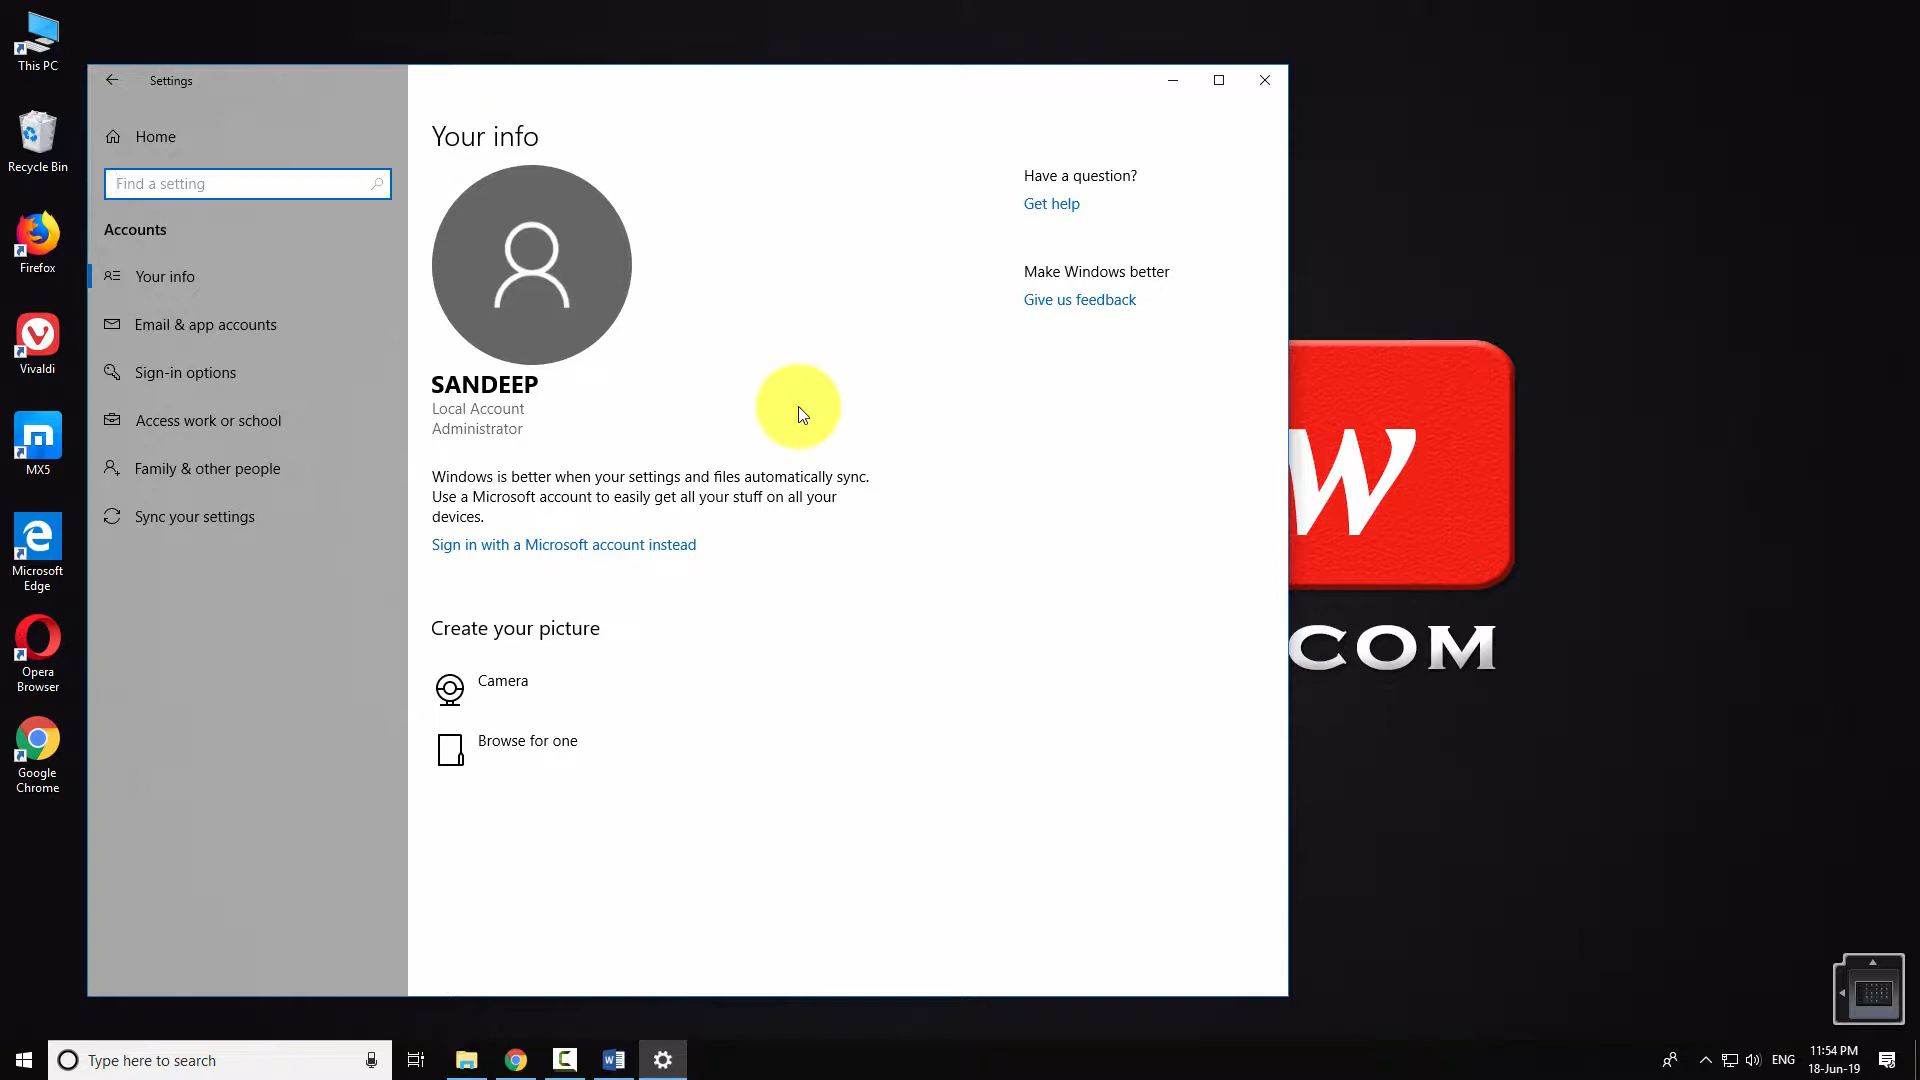 This PC
Recycle Bin
Firefox
Vivaldi
MX5
Microsoft
Edge
Opera
Browser
Google
Chrome
Settings
Home
Find a setting
Accounts
Your info
Email & app accounts
Sign-in options
Access work or school
Family & other people
Sync your settings
Your info
SANDEEP
Local Account
Administrator
Windows is better when your settings and files automatically sync.
Use a Microsoft account to easily get all your stuff on all your
devices.
Sign in with a Microsoft account instead
Create your picture
Camera
Browse for one
Have a question?
Get help
Make Windows better
Give us feedback
W
COM
Type here to search
ENG
11:54 PM
18-Jun-19